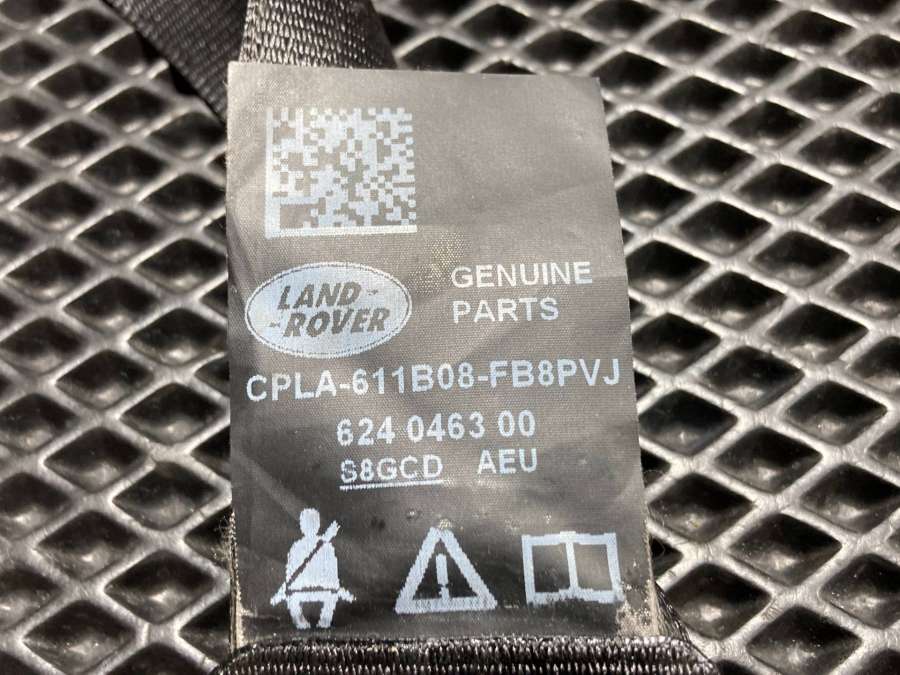 LAND-
-ROVER
GENUINE
PARTS
CPLA-611B08-FB8PVJ
624 0463 00
S8GCD AEU